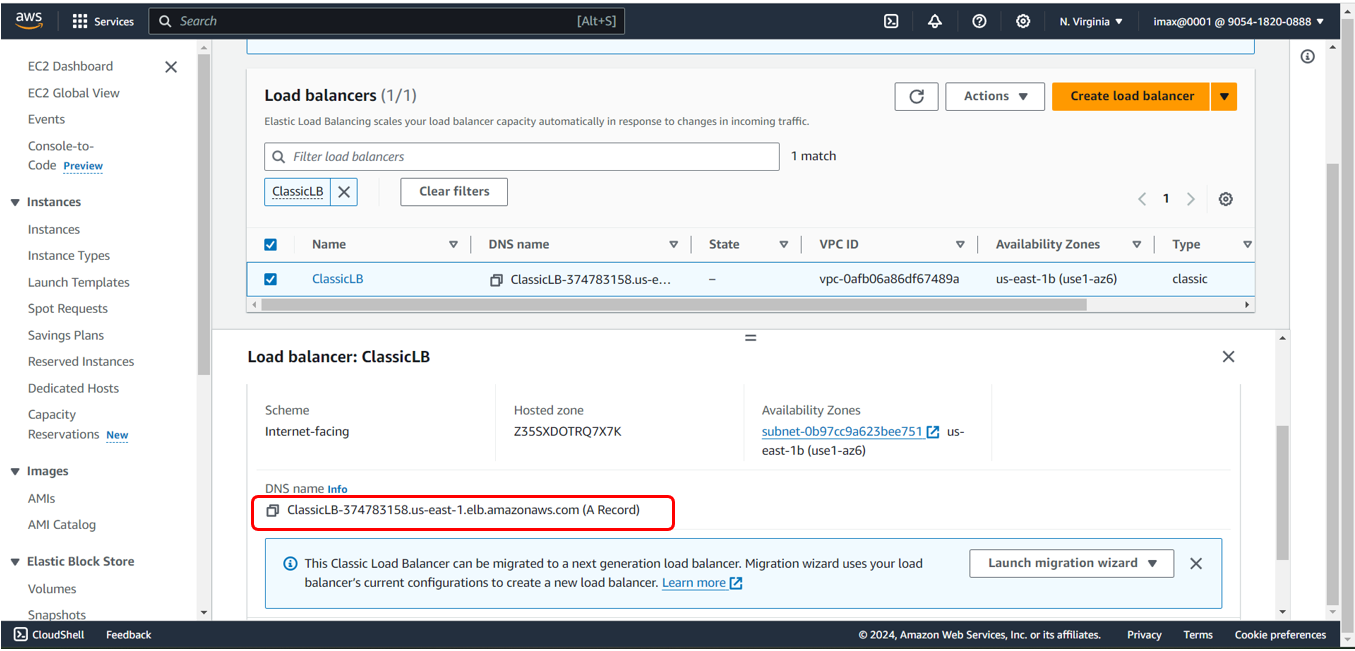 aws
Services
Search [Alt+S]
N. Virginia
imax@0001 @ 9054-1820-0888
EC2 Dashboard
EC2 Global View
Events
Console-to-
Code Preview
Instances
Instances
Instance Types
Launch Templates
Spot Requests
Savings Plans
Reserved Instances
Dedicated Hosts
Capacity
Reservations New
Images
AMIs
AMI Catalog
Elastic Block Store
Volumes
Snapshots
Load balancers (1/1)
Actions
Create load balancer
Elastic Load Balancing scales your load balancer capacity automatically in response to changes in incoming traffic.
Filter load balancers
1 match
ClassicLB
Clear filters
1
Name DNS name State VPC ID Availability Zones Type
ClassicLB ClassicLB-374783158.us-e... – vpc-0afb06a86df67489a us-east-1b (use1-az6) classic
Load balancer: ClassicLB
Scheme
Internet-facing
Hosted zone
Z35SXDOTRQ7X7K
Availability Zones
subnet-0b97cc9a623bee751 us-
east-1b (use1-az6)
DNS name Info
ClassicLB-374783158.us-east-1.elb.amazonaws.com (A Record)
This Classic Load Balancer can be migrated to a next generation load balancer. Migration wizard uses your load
balancer's current configurations to create a new load balancer. Learn more
Launch migration wizard
CloudShell
Feedback
© 2024, Amazon Web Services, Inc. or its affiliates.
Privacy
Terms
Cookie preferences